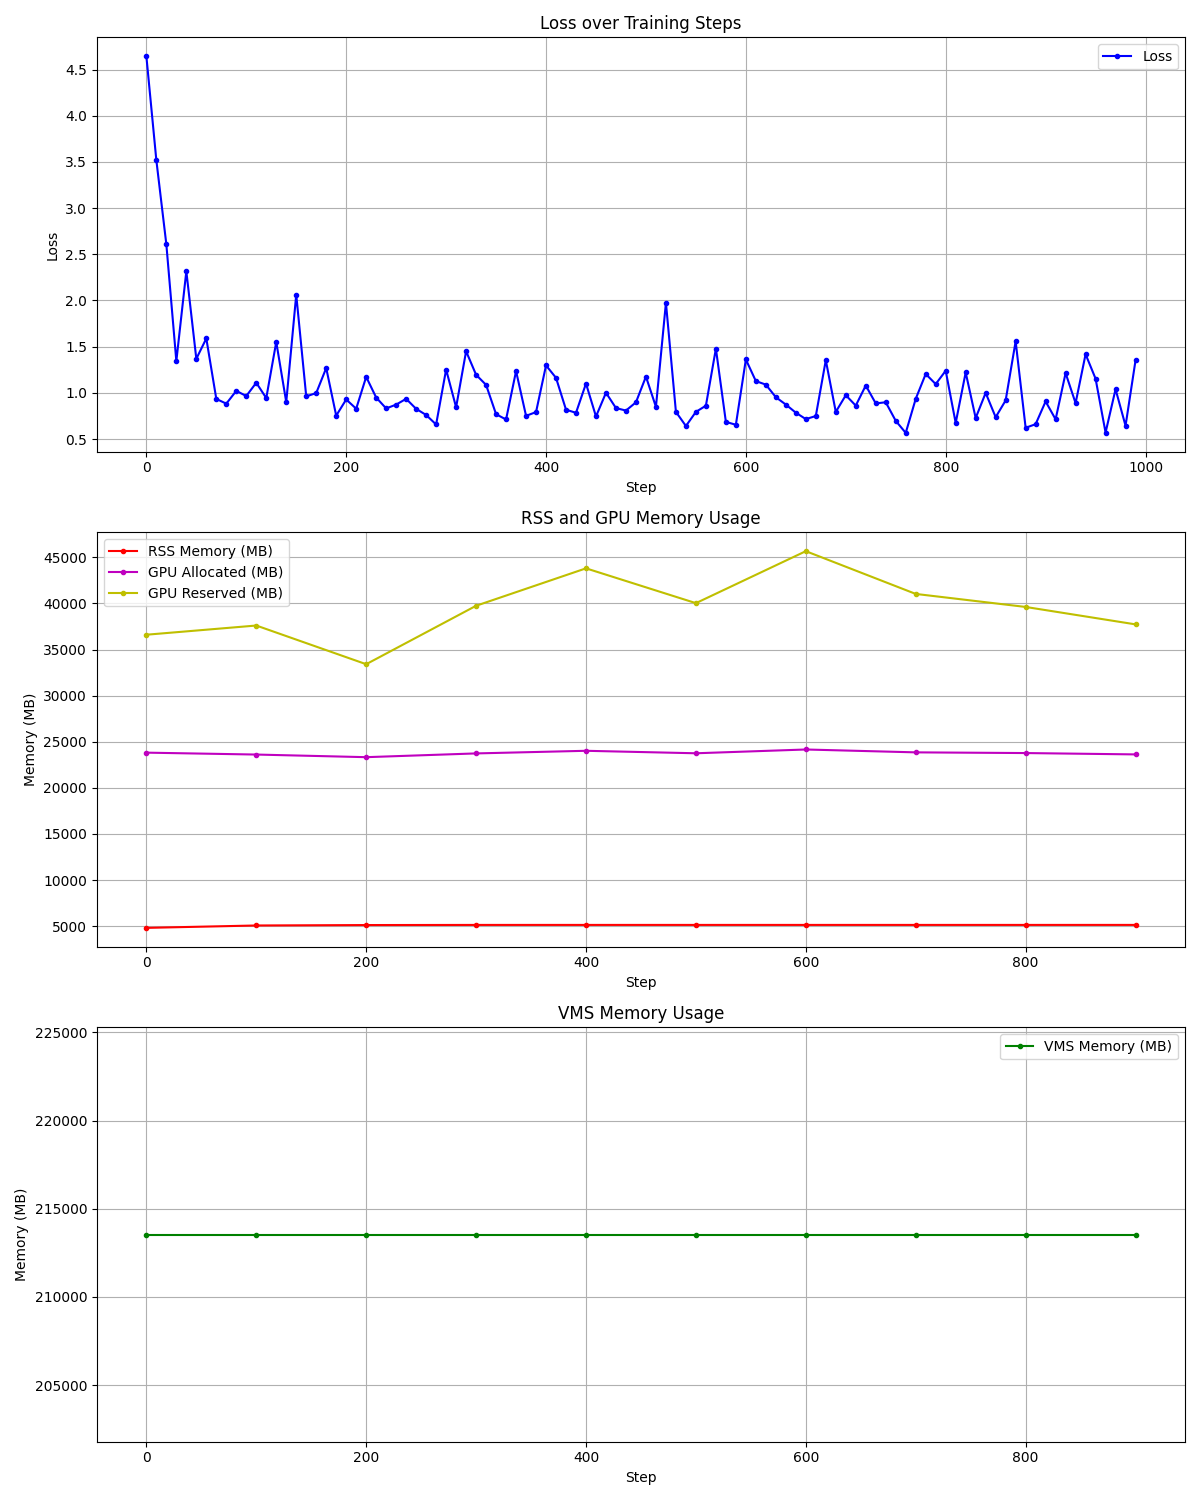 Loss over Training Steps
Loss
4.5
4.0
3.5
3.0
2.5
2.0
1.5
1.0
0.5
Loss
0 200 400 600 800 1000
Step
RSS and GPU Memory Usage
RSS Memory (MB)
GPU Allocated (MB)
GPU Reserved (MB)
45000
40000
35000
30000
25000
20000
15000
10000
5000
Memory (MB)
0 200 400 600 800
Step
VMS Memory Usage
VMS Memory (MB)
225000
220000
215000
210000
205000
Memory (MB)
0 200 400 600 800
Step